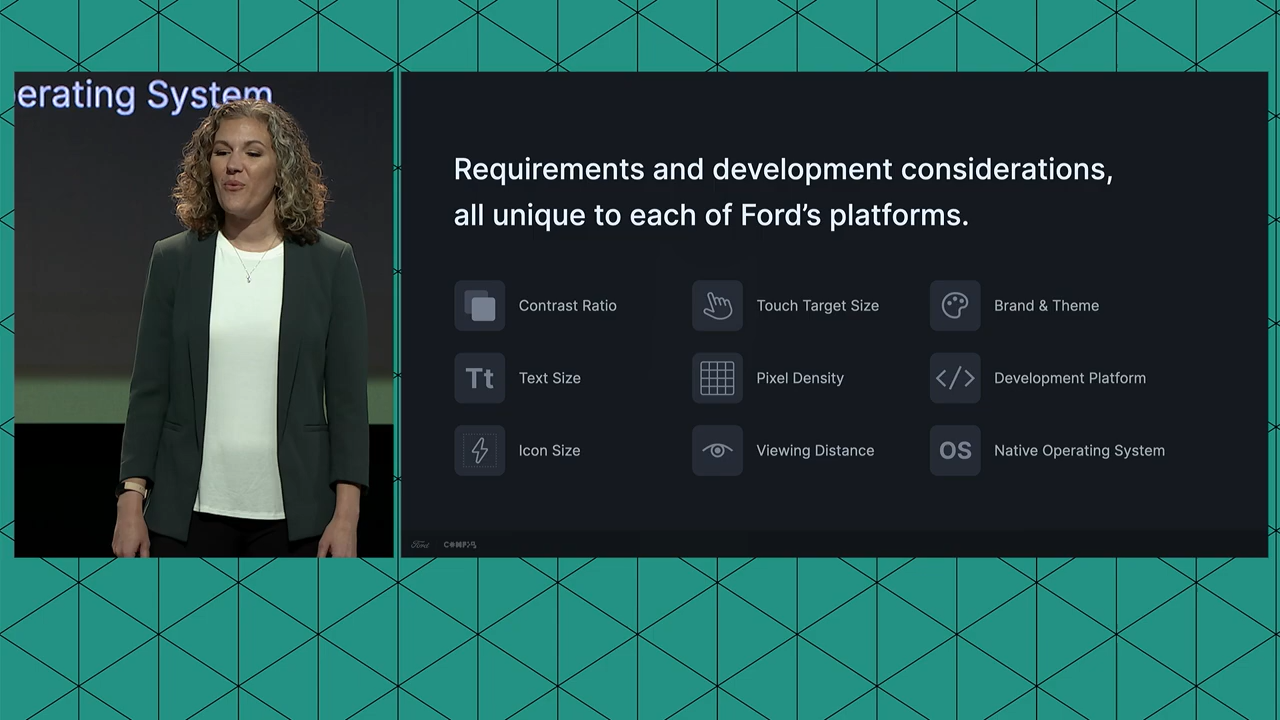 erating System
Requirements and development considerations,
all unique to each of Ford’s platforms.
Contrast Ratio
Touch Target Size
Brand & Theme
Tt
Text Size
Pixel Density
</>
Development Platform
Icon Size
Viewing Distance
OS
Native Operating System
Ford